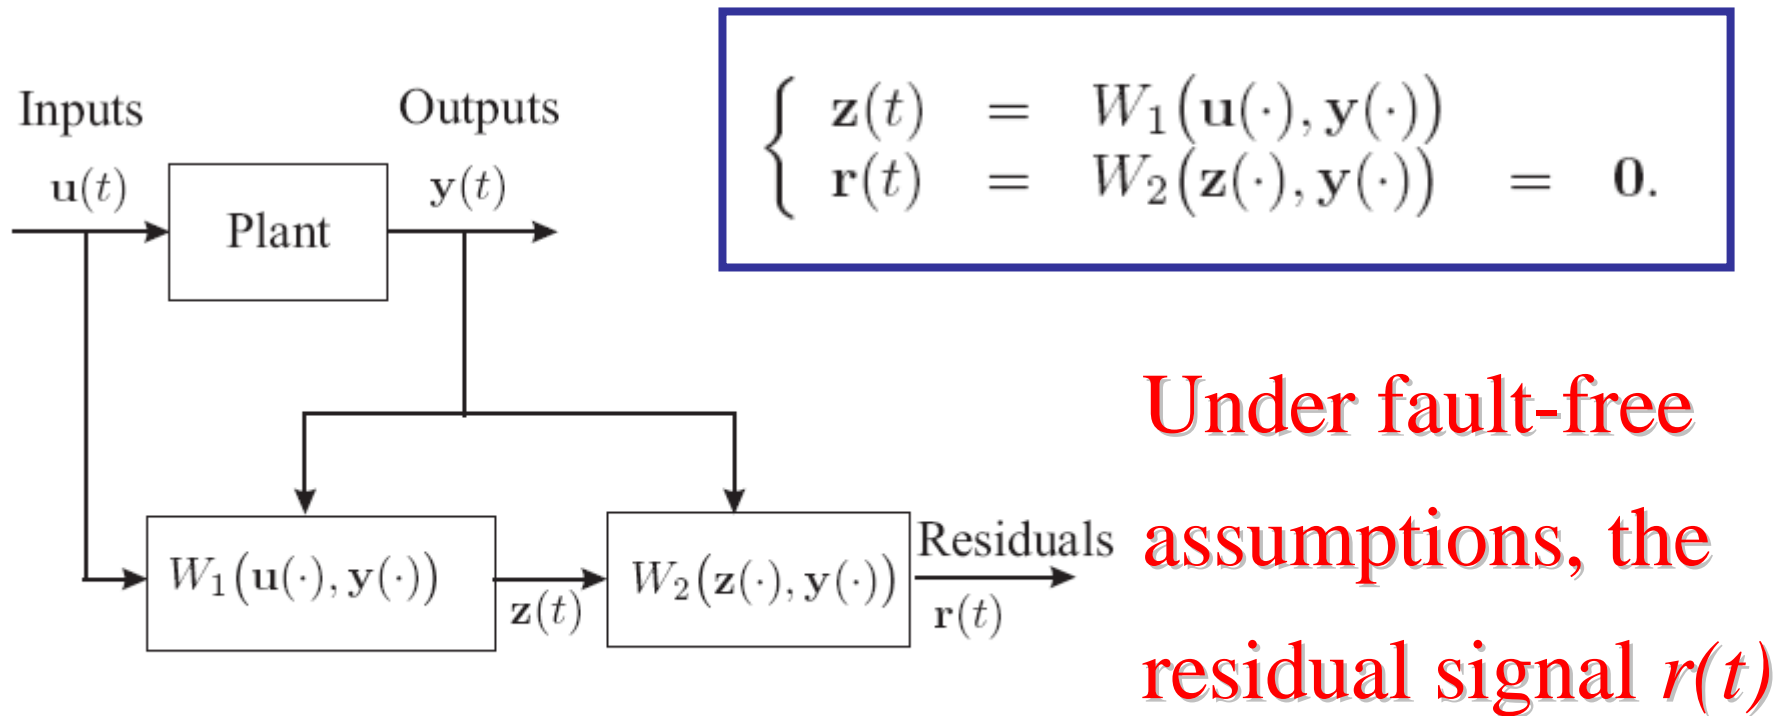 Inputs
Outputs
u(t)
y(t)
Plant
z(t) = W₁(u(·), y(·))
r(t) = W₂(z(·), y(·)) = 0.
W₁(u(·), y(·))
z(t)
W₂(z(·), y(·))
Residuals
r(t)
Under fault-free
assumptions, the
residual signal r(t)